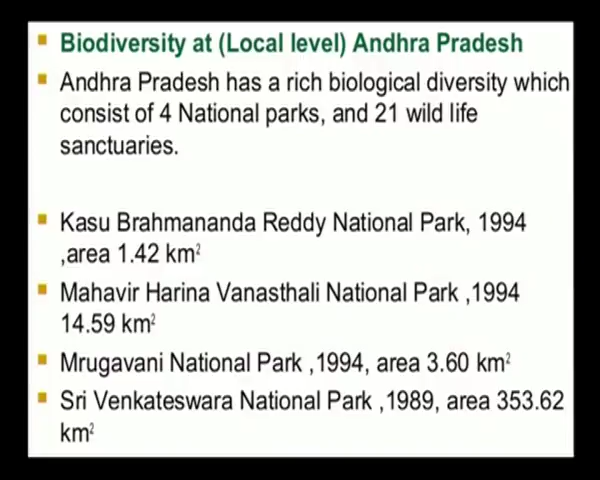 Biodiversity at (Local level) Andhra Pradesh
Andhra Pradesh has a rich biological diversity which
consist of 4 National parks, and 21 wild life
sanctuaries.
Kasu Brahmananda Reddy National Park, 1994
,area 1.42 km²
Mahavir Harina Vanasthali National Park ,1994
14.59 km²
Mrugavani National Park ,1994, area 3.60 km²
Sri Venkateswara National Park ,1989, area 353.62
km²